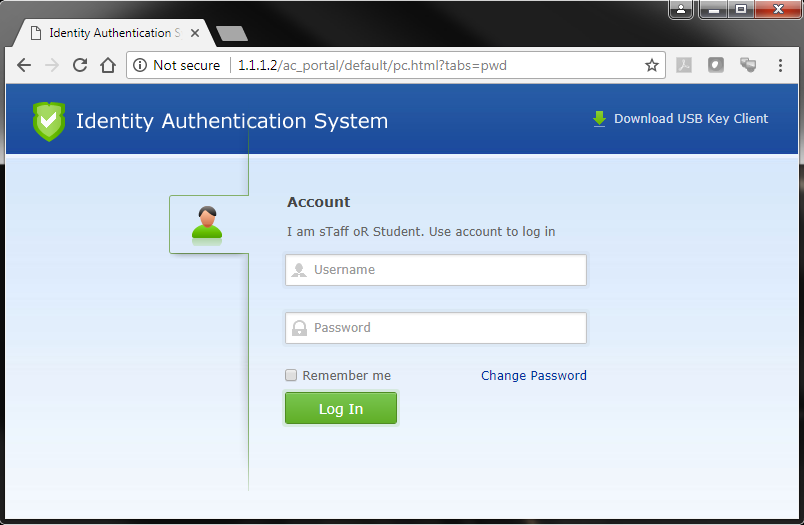 Identity Authentication S
Not secure | 1.1.1.2/ac_portal/default/pc.html?tabs=pwd
Identity Authentication System
Download USB Key Client
Account
I am sTaff oR Student. Use account to log in
Username
Password
Remember me
Change Password
Log In